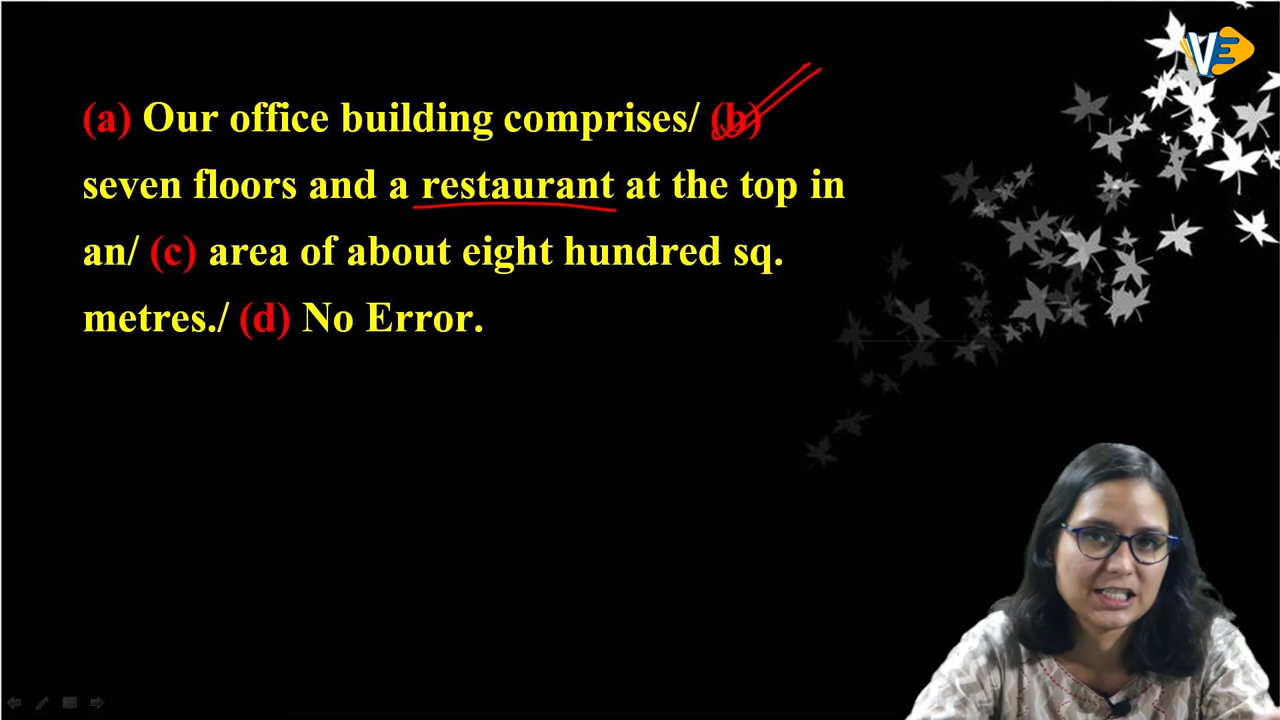 VE
(a) Our office building comprises/ (b)
seven floors and a restaurant at the top in
an/ (c) area of about eight hundred sq.
metres./ (d) No Error.